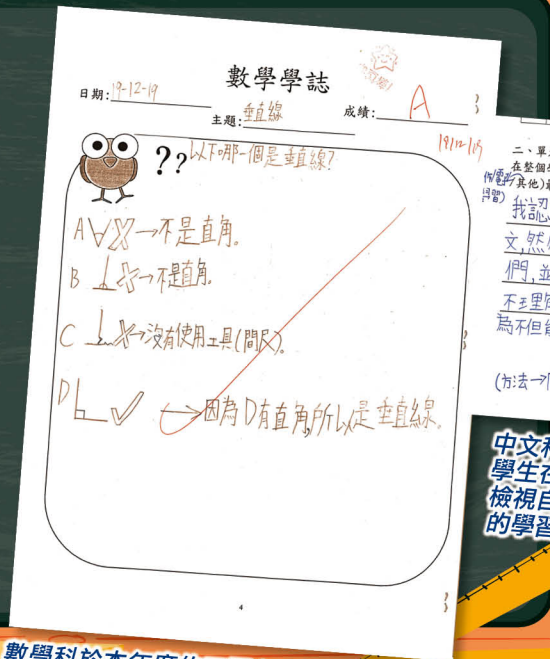 數學學誌
日期:19-12-19
主題:垂直線
成績:A
19/12/19
??以下哪一個是垂直線?
A →不是直角。
B →不是直角。
C →沒有使用工具(間尺)。
D →因為D有直角,所以是垂直線。
4
二、單
在整個
其他)
我認
文,然
們,並
不理
為不但
(方法→
中文科
學生在
檢視自
的學習
數學科於本年度